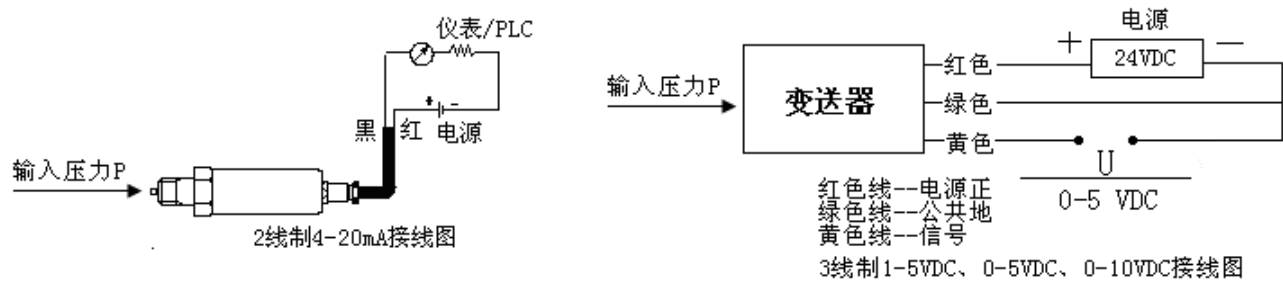 仪表/PLC
黑 红 电源
输入压力P
2线制4-20mA接线图
电源
+ 24VDC —
输入压力P
变送器
红色
绿色
黄色
U
0-5 VDC
红色线--电源正
绿色线--公共地
黄色线--信号
3线制1-5VDC、0-5VDC、0-10VDC接线图